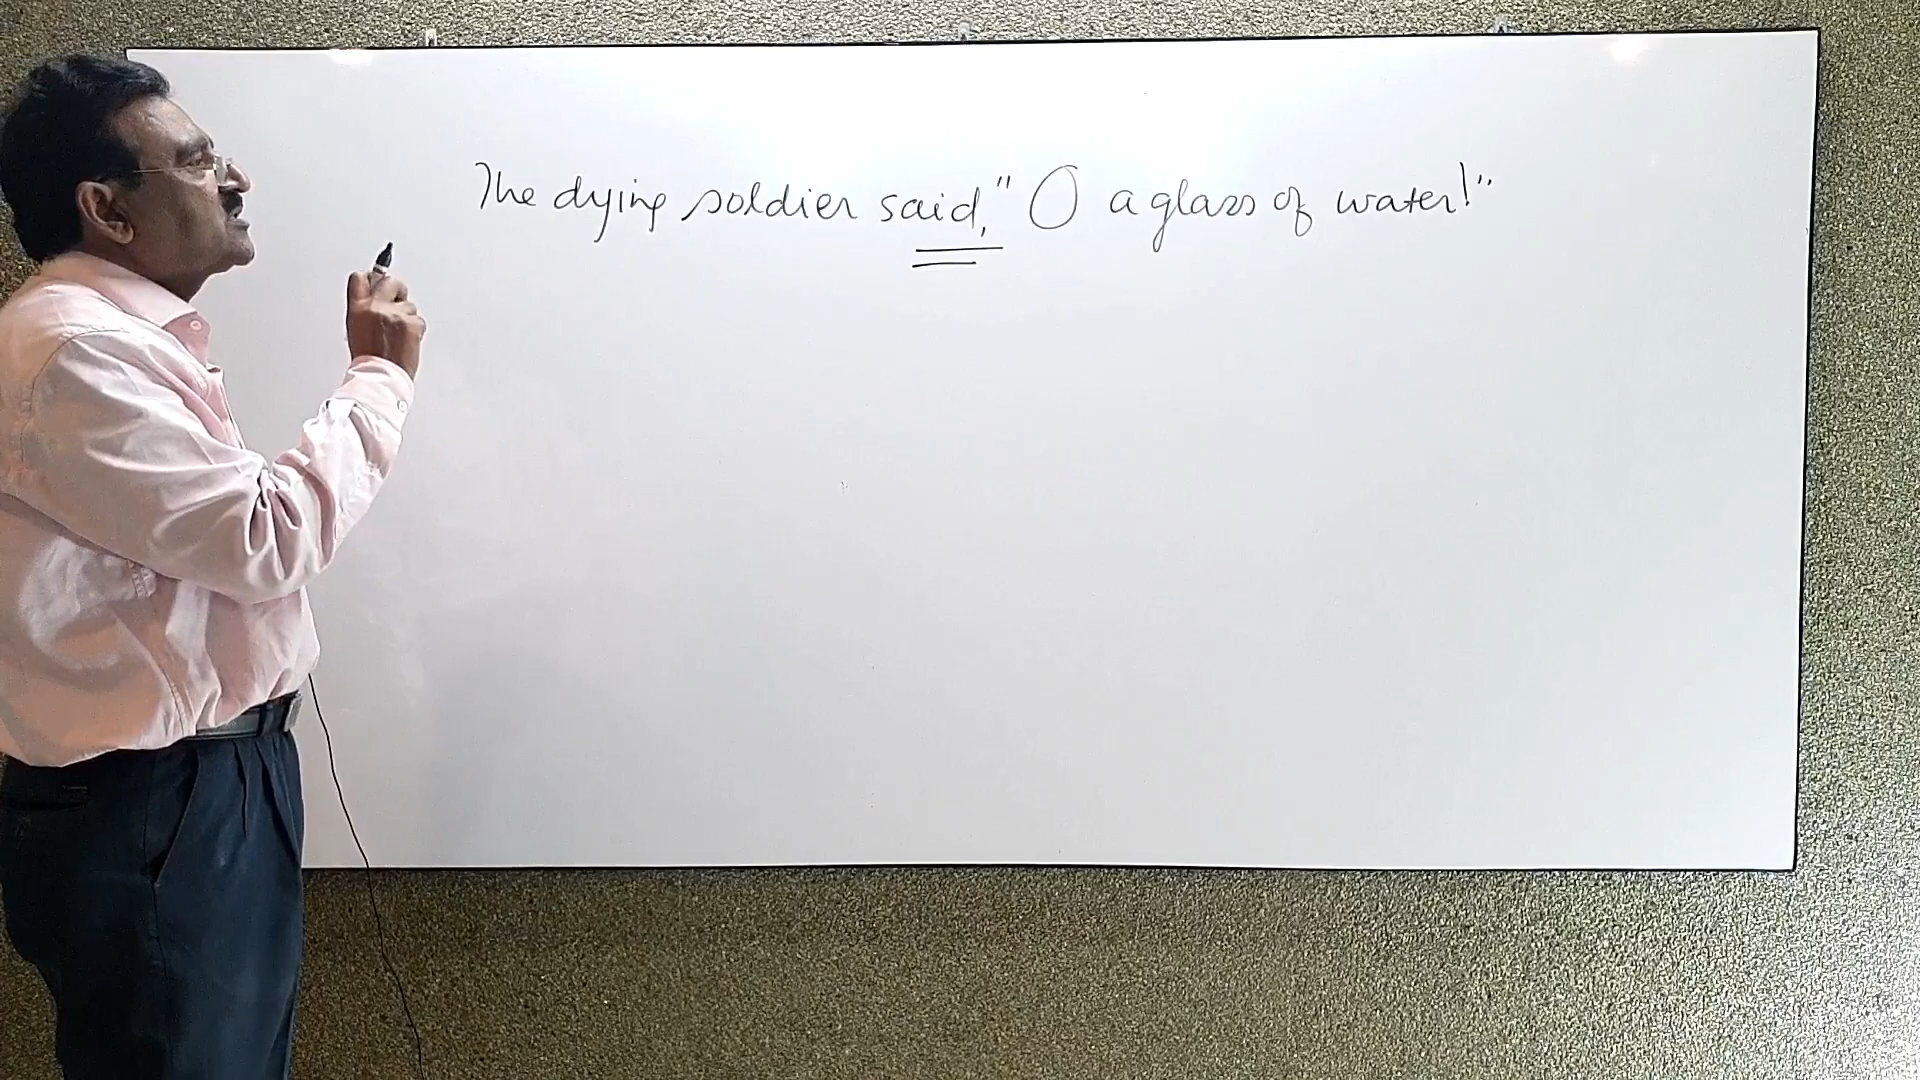 The dying soldier said, " O a glass of water!"